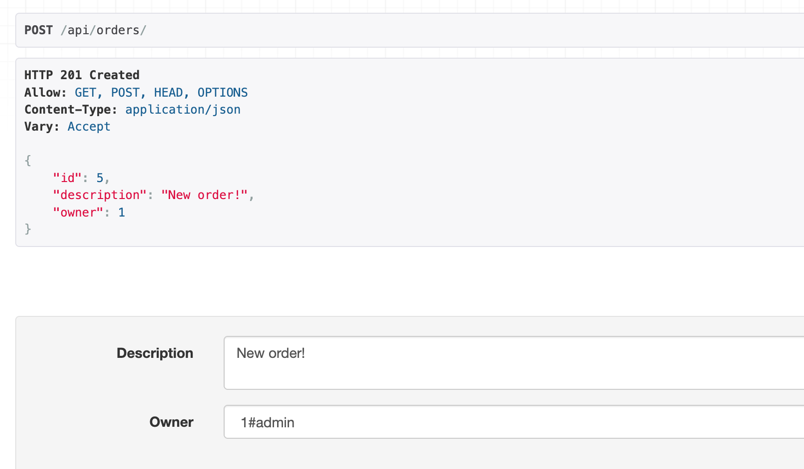 POST /api/orders/
HTTP 201 Created
Allow: GET, POST, HEAD, OPTIONS
Content-Type: application/json
Vary: Accept
{
    "id": 5,
    "description": "New order!",
    "owner": 1
}
Description
New order!
Owner
1#admin